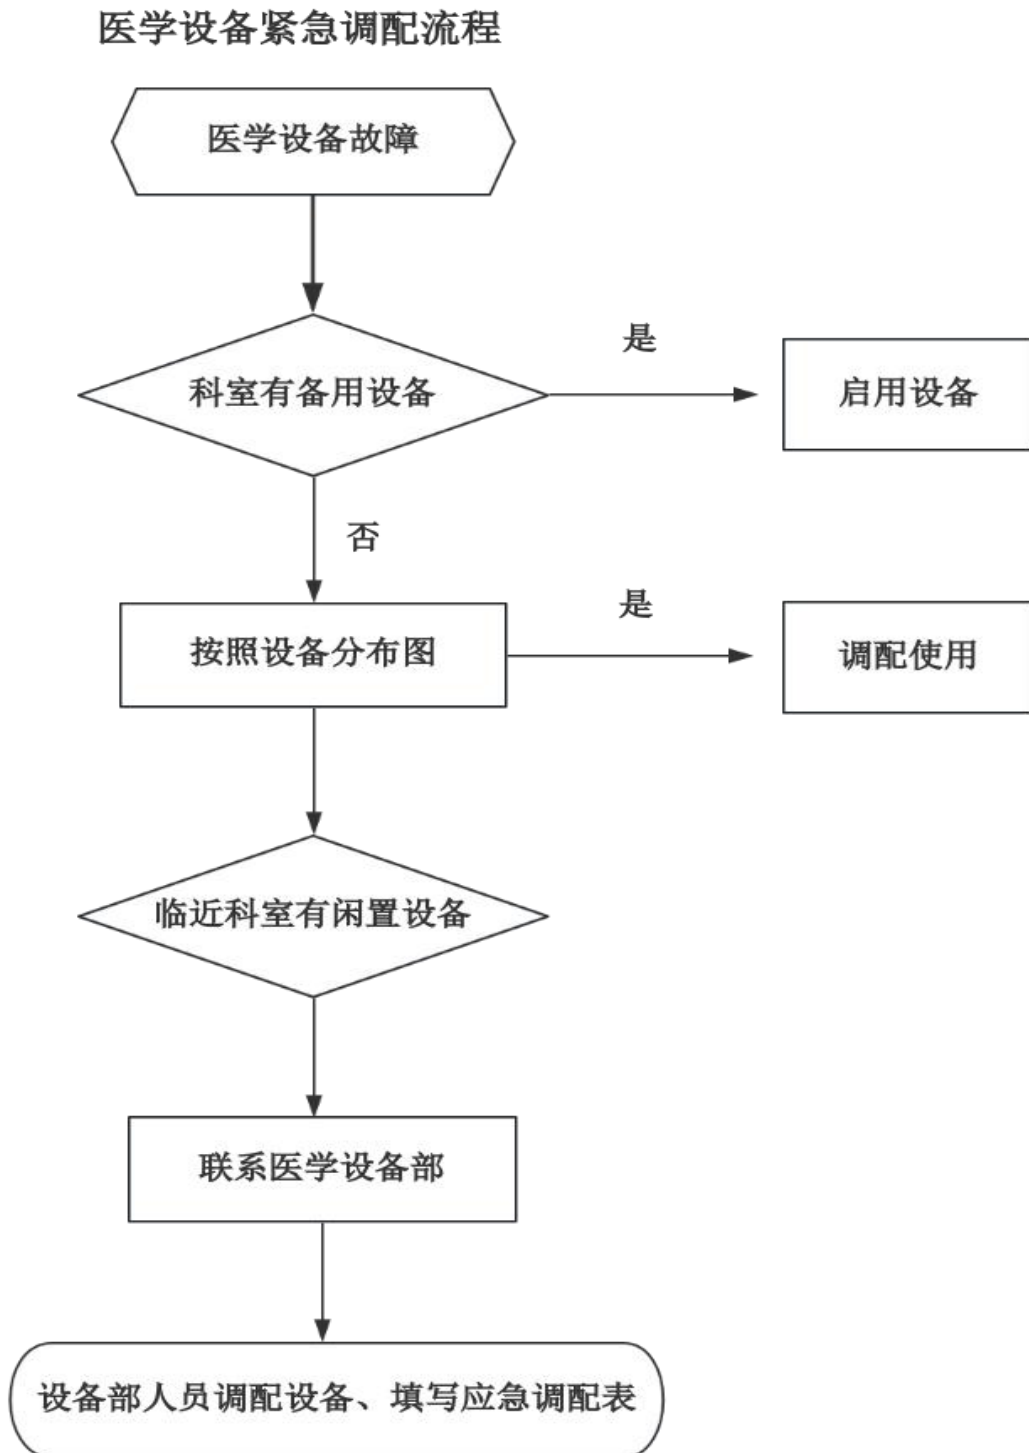 医学设备紧急调配流程
医学设备故障
科室有备用设备
是
启用设备
否
按照设备分布图
是
调配使用
临近科室有闲置设备
联系医学设备部
设备部人员调配设备、填写应急调配表